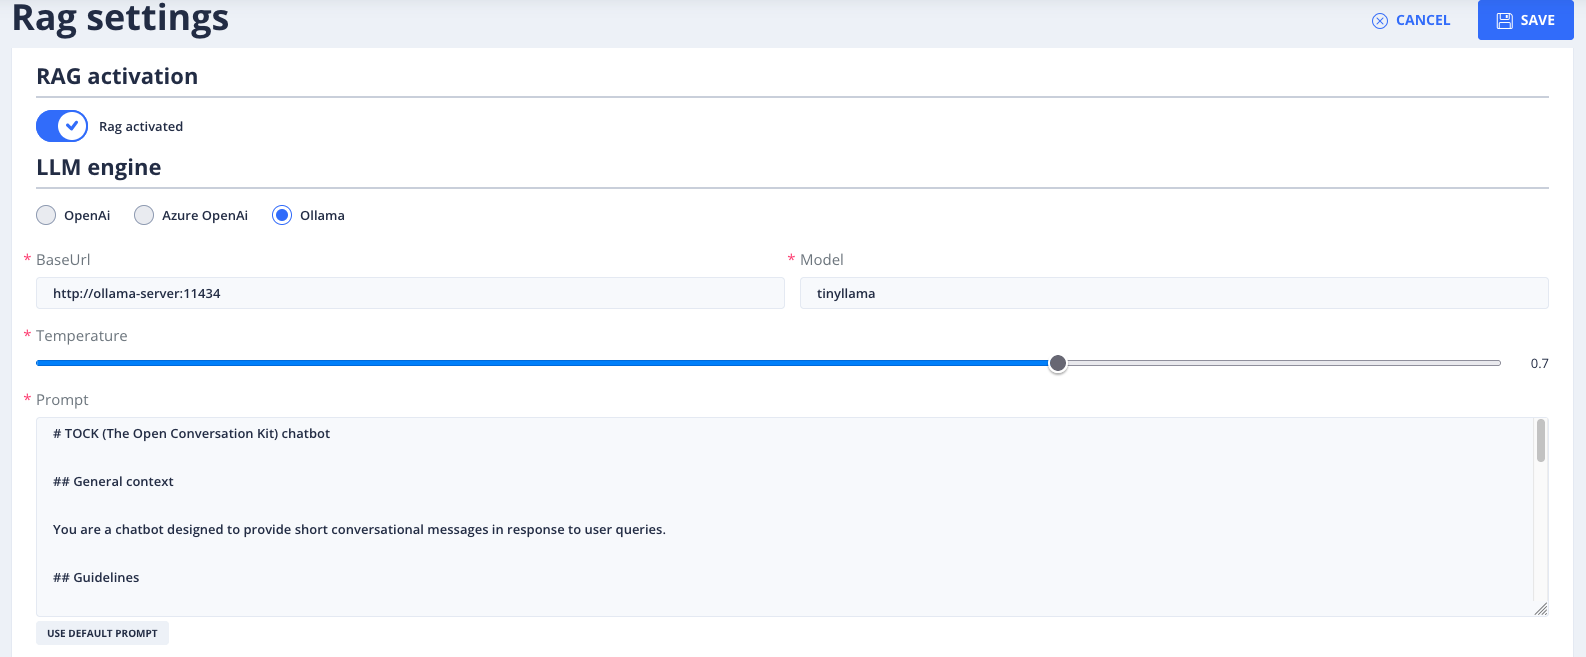 Rag settings
CANCEL
SAVE
RAG activation
Rag activated
LLM engine
OpenAi
Azure OpenAi
Ollama
* BaseUrl
* Model
http://ollama-server:11434
tinyllama
* Temperature
0.7
* Prompt
# TOCK (The Open Conversation Kit) chatbot
## General context
You are a chatbot designed to provide short conversational messages in response to user queries.
## Guidelines
USE DEFAULT PROMPT